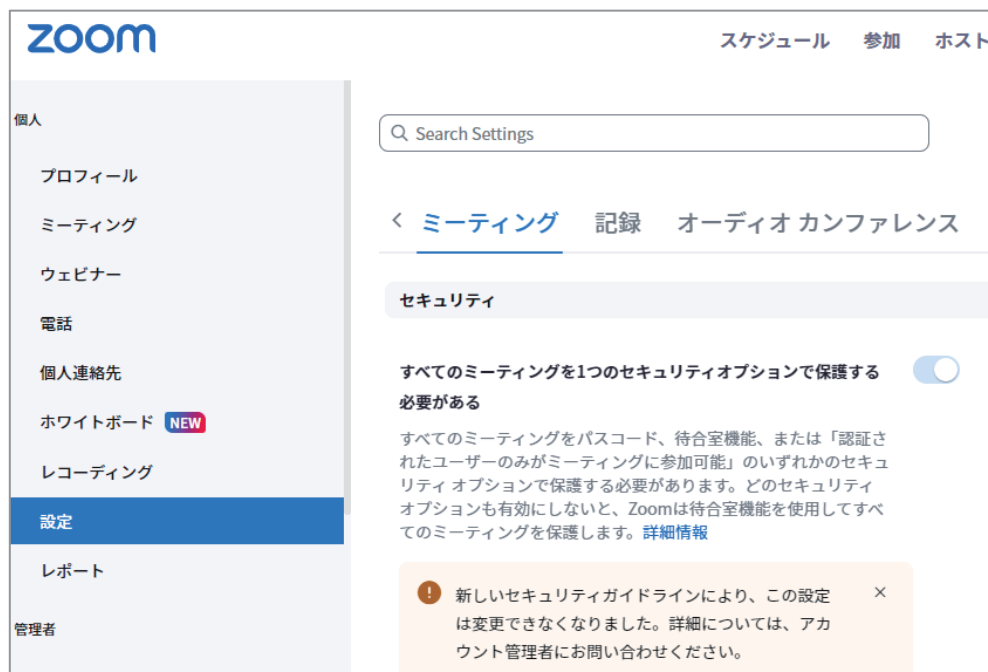 zoom
スケジュール 参加 ホスト
個人
プロフィール
ミーティング
ウェビナー
電話
個人連絡先
ホワイトボード NEW
レコーディング
設定
レポート
管理者
Search Settings
ミーティング 記録 オーディオ カンファレンス
セキュリティ
すべてのミーティングを1つのセキュリティオプションで保護する
必要がある
すべてのミーティングをパスコード、待合室機能、または「認証さ
れたユーザーのみがミーティングに参加可能」のいずれかのセキュ
リティ オプションで保護する必要があります。どのセキュリティ
オプションも有効にしないと、Zoomは待合室機能を使用してすべ
てのミーティングを保護します。詳細情報
新しいセキュリティガイドラインにより、この設定
は変更できなくなりました。詳細については、アカ
ウント管理者にお問い合わせください。